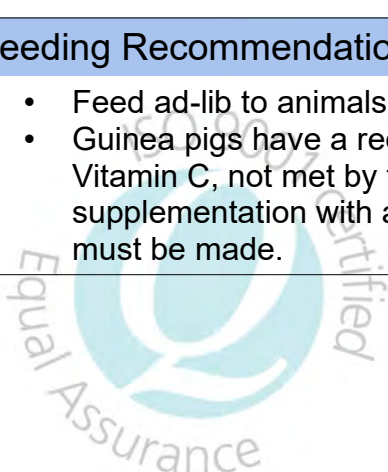 eeding Recommendatio
• Feed ad-lib to animals
• Guinea pigs have a re
Vitamin C, not met by
supplementation with a
must be made.
ISO 9001 certified
Equal Assurance